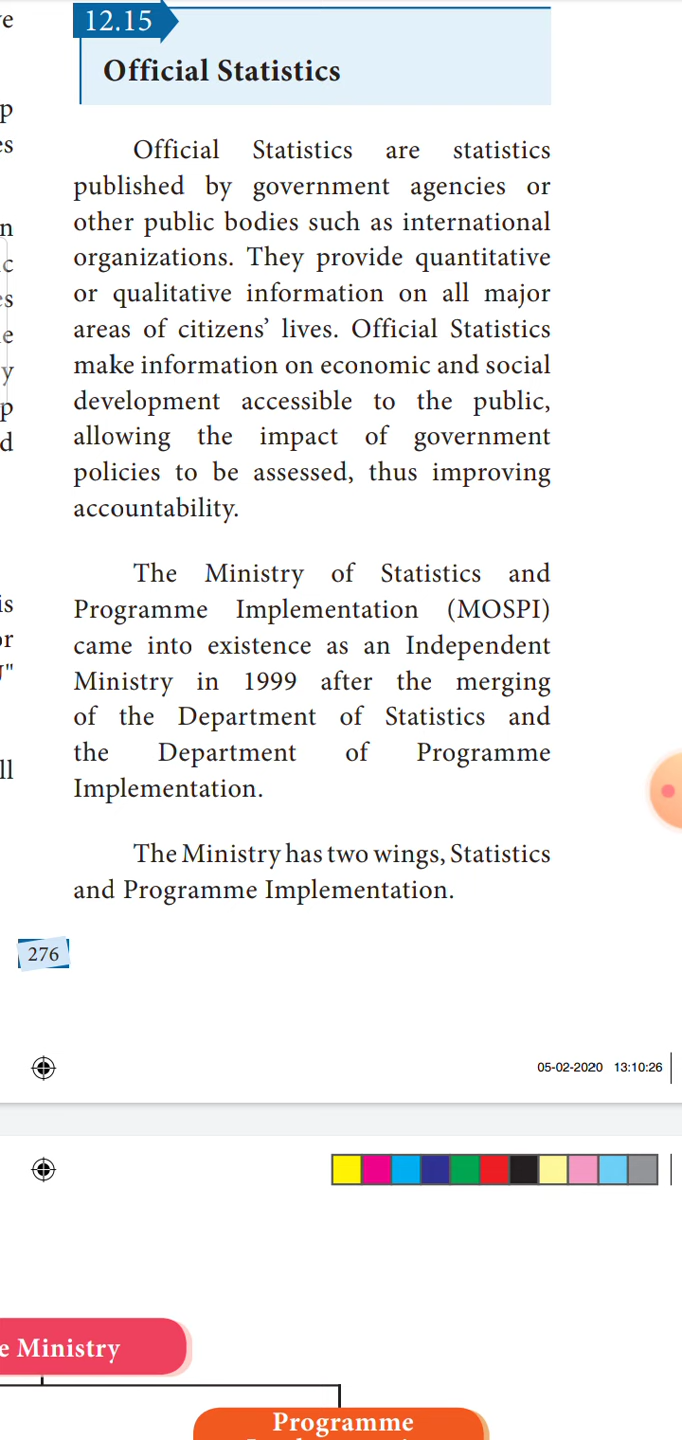 12.15
Official Statistics
Official Statistics are statistics
published by government agencies or
other public bodies such as international
organizations. They provide quantitative
or qualitative information on all major
areas of citizens’ lives. Official Statistics
make information on economic and social
development accessible to the public,
allowing the impact of government
policies to be assessed, thus improving
accountability.
The Ministry of Statistics and
Programme Implementation (MOSPI)
came into existence as an Independent
Ministry in 1999 after the merging
of the Department of Statistics and
the Department of Programme
Implementation.
The Ministry has two wings, Statistics
and Programme Implementation.
276
05-02-2020 13:10:26
Ministry
Programme